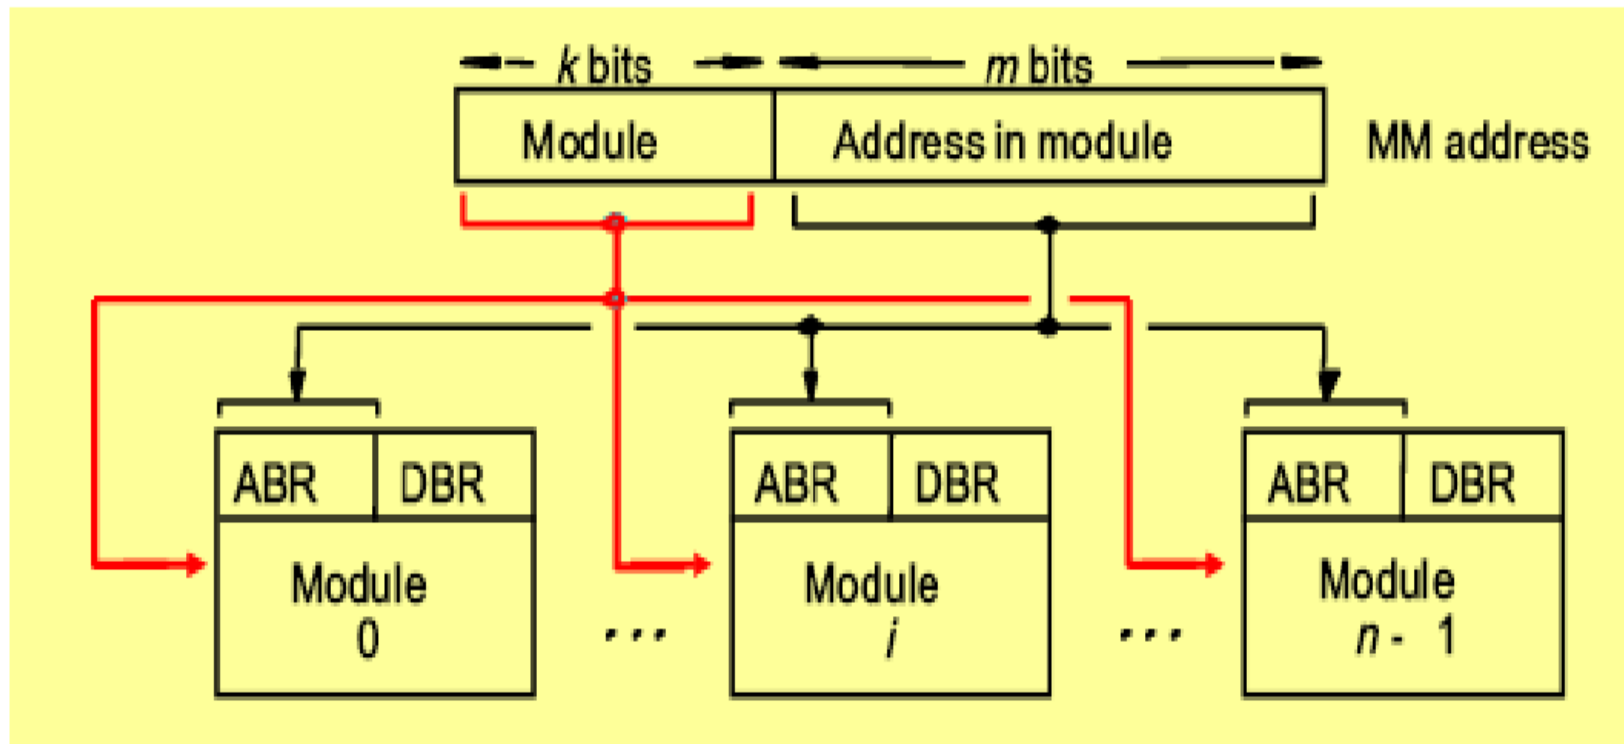 k bits m bits
Module Address in module MM address
ABR DBR ABR DBR ABR DBR
Module Module Module
0 ... i ... n - 1